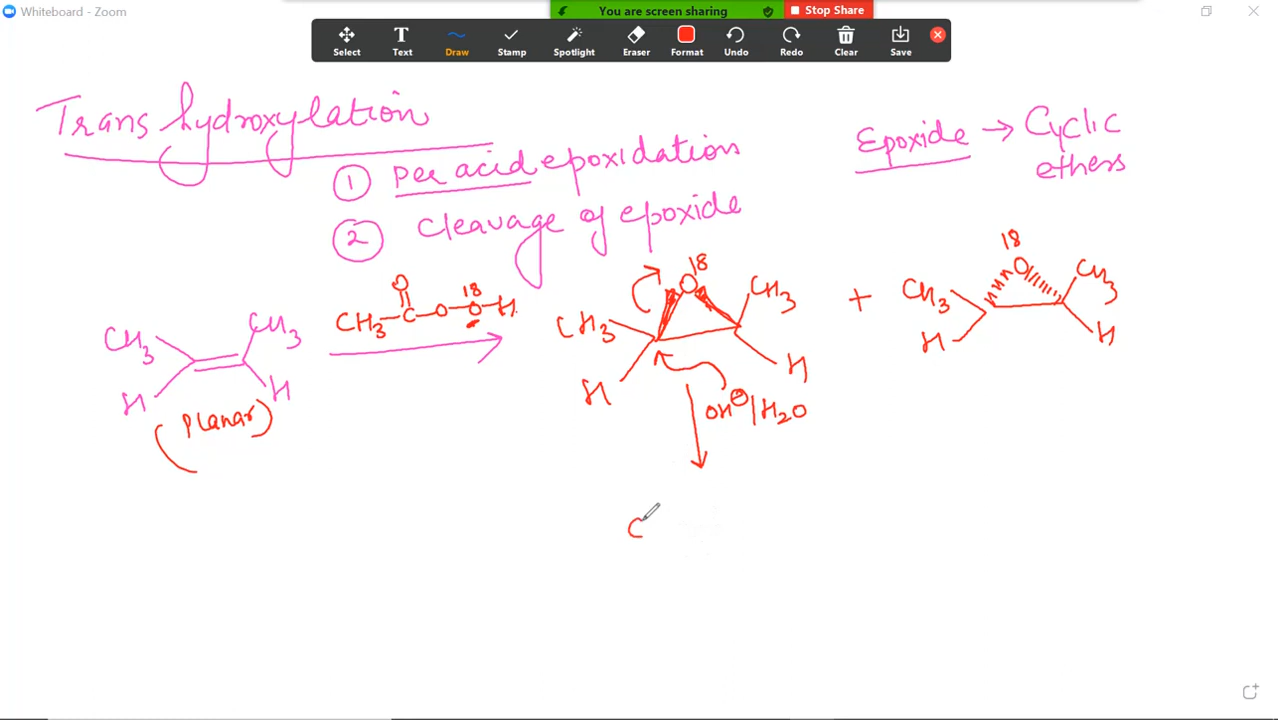 Whiteboard - Zoom
You are screen sharing
Stop Share
Select
Text
Draw
Stamp
Spotlight
Eraser
Format
Undo
Redo
Clear
Save
Trans hydroxylation
1 Per acid epoxidation
2 Cleavage of epoxide
Epoxide → Cyclic
ethers
CH3 CH3
H H
(Planar)
O
CH3-C-O-O-H
18
O 18
CH3 CH3
H H
OH⊖/H2O
+
18
O
CH3 CH3
H H
C